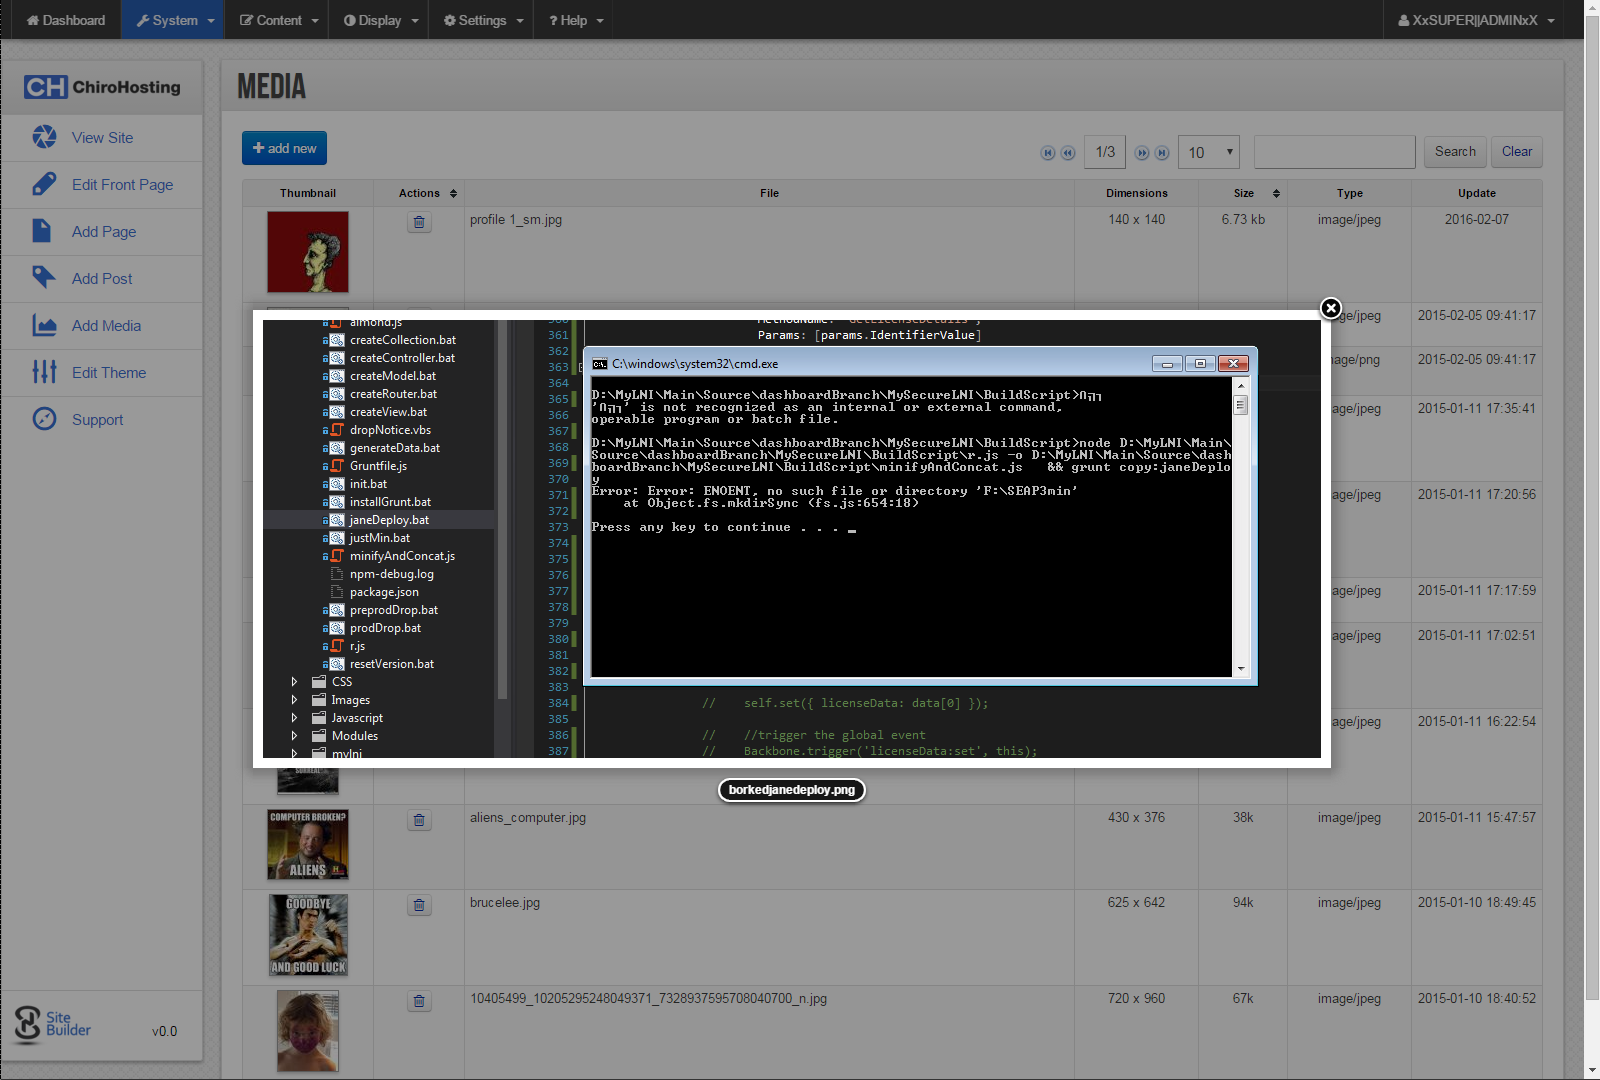 Dashboard System Content Display Settings ? Help XxSUPER||ADMINxX
CH ChiroHosting
View Site
Edit Front Page
Add Page
Add Post
Add Media
Edit Theme
Support
Site
Builder
v0.0
MEDIA
add new
1/3 10 Search Clear
Thumbnail Actions File Dimensions Size Type Update
profile 1_sm.jpg 140 x 140 6.73 kb image/jpeg 2016-02-07
age/jpeg 2015-02-05 09:41:17
nage/png 2015-02-05 09:41:17
age/jpeg 2015-01-11 17:35:41
age/jpeg 2015-01-11 17:20:56
age/jpeg 2015-01-11 17:17:59
age/jpeg 2015-01-11 17:02:51
age/jpeg 2015-01-11 16:22:54
almond.js
createCollection.bat
createController.bat
createModel.bat
createRouter.bat
createView.bat
dropNotice.vbs
generateData.bat
Gruntfile.js
init.bat
installGrunt.bat
janeDeploy.bat
justMin.bat
minifyAndConcat.js
npm-debug.log
package.json
preprodDrop.bat
prodDrop.bat
r.js
resetVersion.bat
CSS
Images
Javascript
Modules
mylni
360 MethodName: "GetLicenseDetails",
361 Params: [params.IdentifierValue]
362
363
364
365
366
367
368
369
370
371
372
373
374
375
376
377
378
379
380
381
382
383
384 // self.set({ licenseData: data[0] });
385
386 // //trigger the global event
387 // Backbone.trigger('licenseData:set', this);
C:\windows\system32\cmd.exe
D:\MyLNI\Main\Source\dashboardBranch\MySecureLNI\BuildScript>
is not recognized as an internal or external command,
operable program or batch file.
D:\MyLNI\Main\Source\dashboardBranch\MySecureLNI\BuildScript>node D:\MyLNI\Main\
Source\dashboardBranch\MySecureLNI\BuildScript\r.js -o D:\MyLNI\Main\Source\dash
boardBranch\MySecureLNI\BuildScript\minifyAndConcat.js && grunt copy:janeDeplo
y
Error: Error: ENOENT, no such file or directory 'F:\SEAP3min'
at Object.fs.mkdirSync (fs.js:654:18)
Press any key to continue . . . _
borkedjanedeploy.png
COMPUTER BROKEN?
ALIENS
H
aliens_computer.jpg 430 x 376 38k image/jpeg 2015-01-11 15:47:57
GOODBYE
AND GOOD LUCK
brucelee.jpg 625 x 642 94k image/jpeg 2015-01-10 18:49:45
10405499_10205295248049371_7328937595708040700_n.jpg 720 x 960 67k image/jpeg 2015-01-10 18:40:52